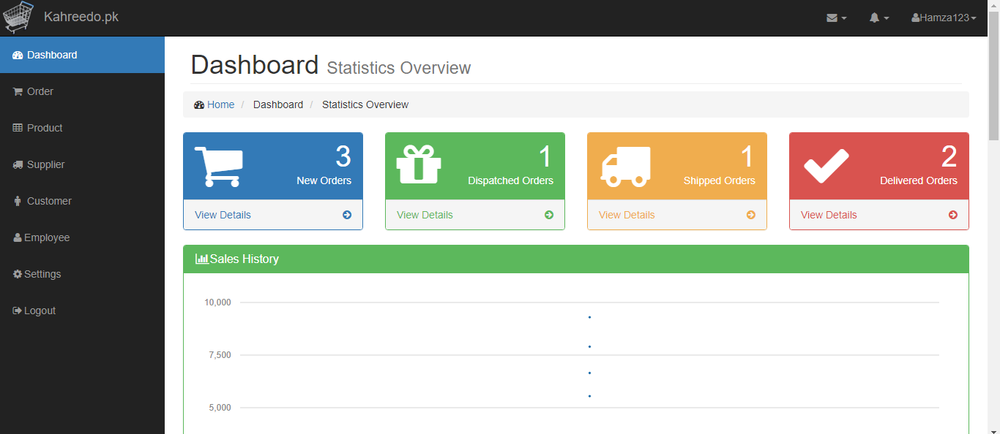 Kahreedo.pk
Hamza123
Dashboard
Order
Product
Supplier
Customer
Employee
Settings
Logout
Dashboard Statistics Overview
Home / Dashboard / Statistics Overview
3
New Orders
View Details
1
Dispatched Orders
View Details
1
Shipped Orders
View Details
2
Delivered Orders
View Details
Sales History
10,000
7,500
5,000